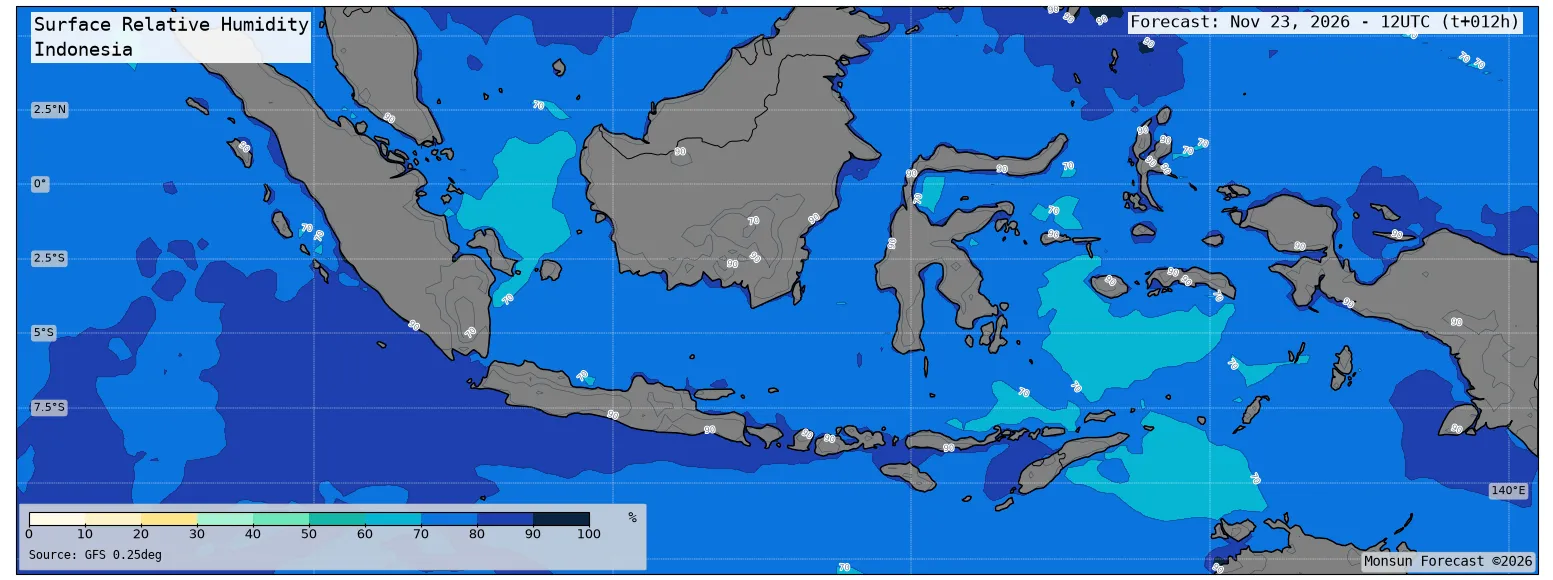 Surface Relative Humidity
Indonesia
Forecast: Nov 23, 2026 - 12UTC (t+012h)
2.5°N
0°
2.5°S
5°S
7.5°S
140°E
0 10 20 30 40 50 60 70 80 90 100
%
Source: GFS 0.25deg
Monsun Forecast ©2026